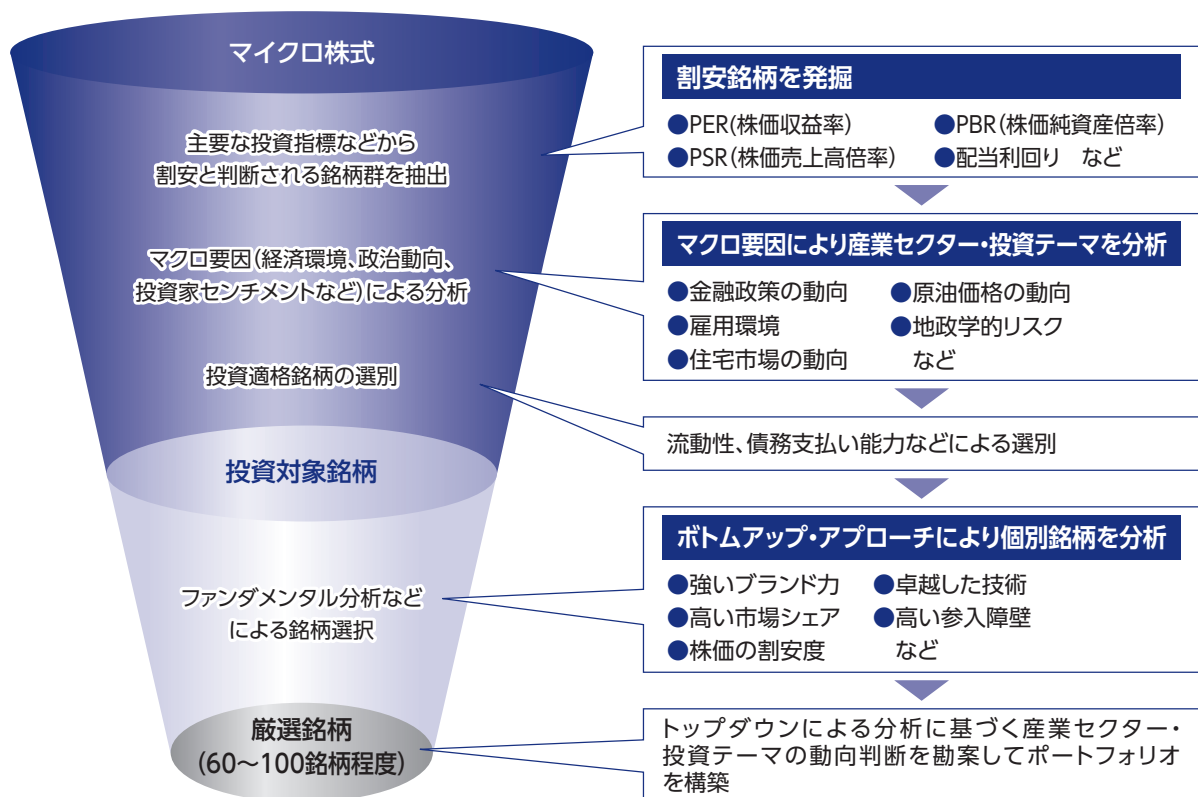 マイクロ株式
主要な投資指標などから
割安と判断される銘柄群を抽出
マクロ要因(経済環境、政治動向、
投資家センチメントなど)による分析
投資適格銘柄の選別
投資対象銘柄
ファンダメンタル分析など
による銘柄選択
厳選銘柄
(60〜100銘柄程度)
割安銘柄を発掘
●PER(株価収益率) ●PBR(株価純資産倍率)
●PSR(株価売上高倍率) ●配当利回り など
マクロ要因により産業セクター・投資テーマを分析
●金融政策の動向 ●原油価格の動向
●雇用環境 ●地政学的リスク
●住宅市場の動向 など
流動性、債務支払い能力などによる選別
ボトムアップ・アプローチにより個別銘柄を分析
●強いブランド力 ●卓越した技術
●高い市場シェア ●高い参入障壁
●株価の割安度 など
トップダウンによる分析に基づく産業セクター・
投資テーマの動向判断を勘案してポートフォリオ
を構築